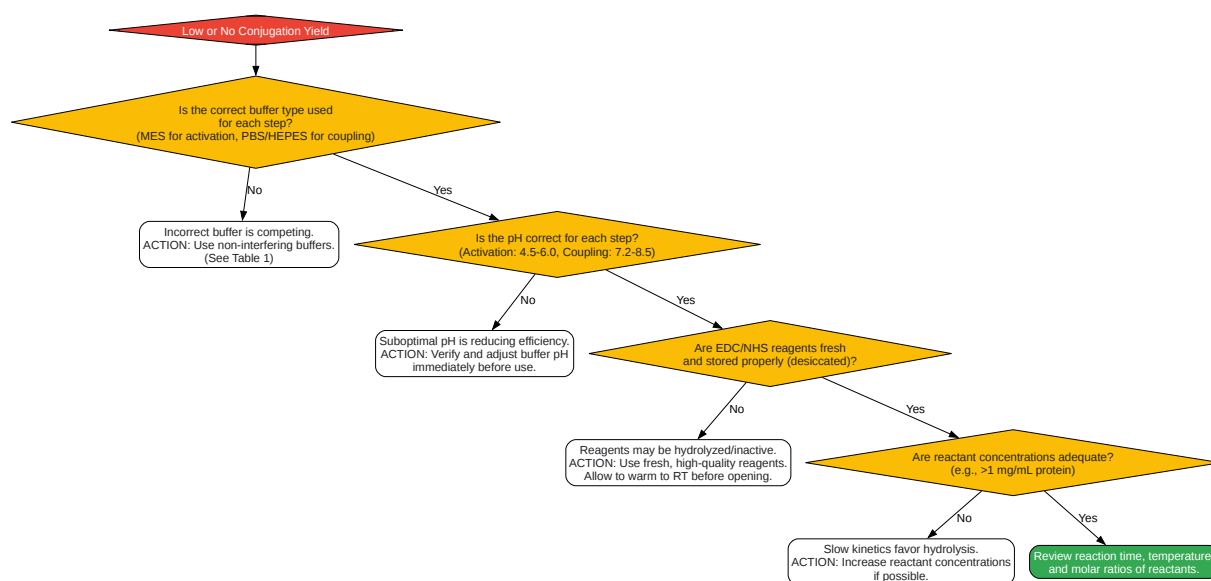 Low or No Conjugation Yield
Is the correct buffer type used
for each step?
(MES for activation, PBS/HEPES for coupling)
No
Yes
Incorrect buffer is competing.
ACTION: Use non-interfering buffers.
(See Table 1)
Is the pH correct for each step?
(Activation: 4.5-6.0, Coupling: 7.2-8.5)
No
Yes
Suboptimal pH is reducing efficiency.
ACTION: Verify and adjust buffer pH
immediately before use.
Are EDC/NHS reagents fresh
and stored properly (desiccated)?
No
Yes
Reagents may be hydrolyzed/inactive.
ACTION: Use fresh, high-quality reagents.
Allow to warm to RT before opening.
Are reactant concentrations adequate?
(e.g., >1 mg/mL protein)
No
Yes
Slow kinetics favor hydrolysis.
ACTION: Increase reactant concentrations
if possible.
Review reaction time, temperature,
and molar ratios of reactants.